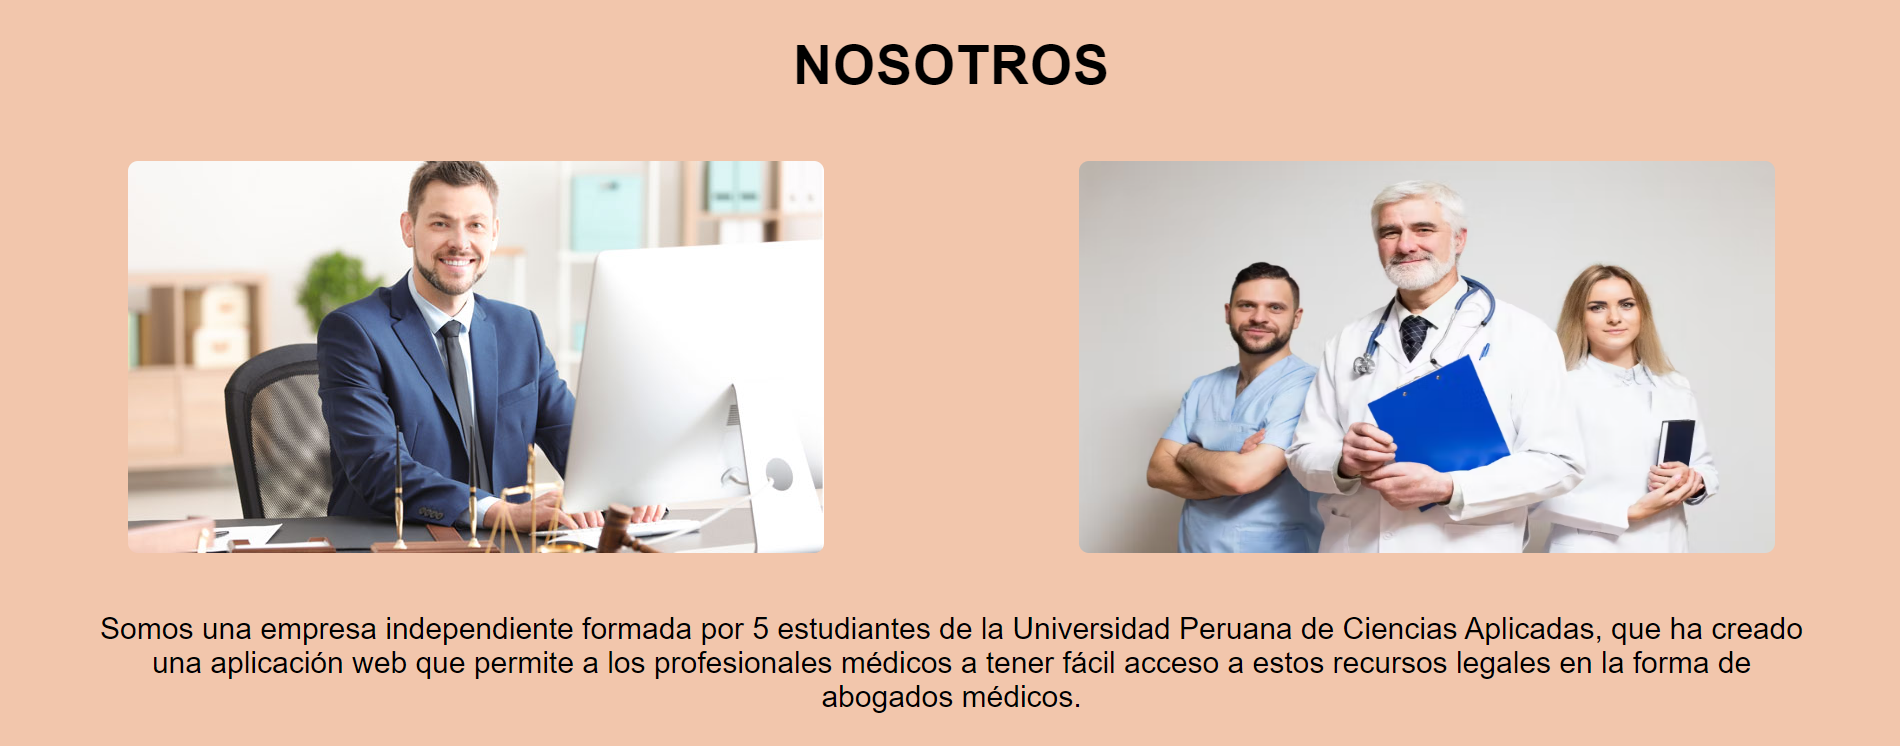 NOSOTROS
Somos una empresa independiente formada por 5 estudiantes de la Universidad Peruana de Ciencias Aplicadas, que ha creado
una aplicación web que permite a los profesionales médicos a tener fácil acceso a estos recursos legales en la forma de
abogados médicos.